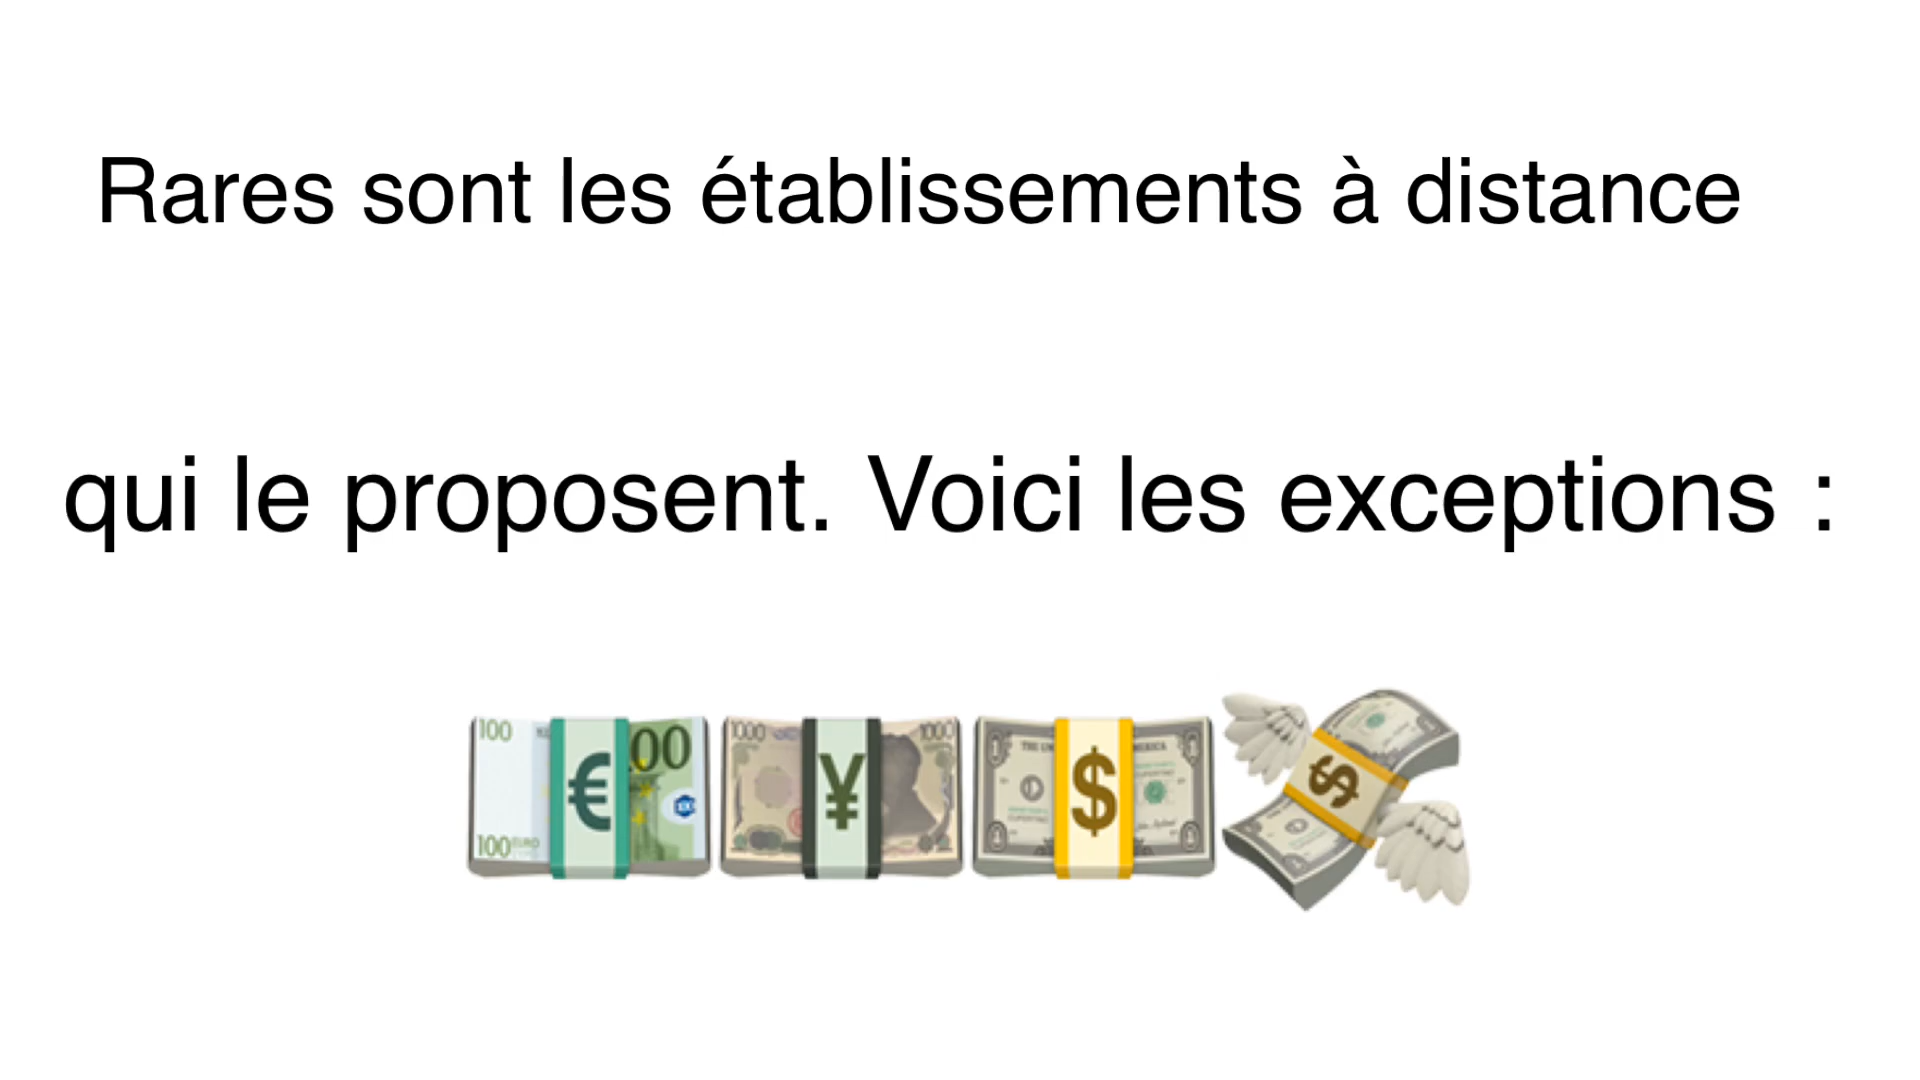 Rares sont les établissements à distance
qui le proposent. Voici les exceptions :
💶💴💵💸